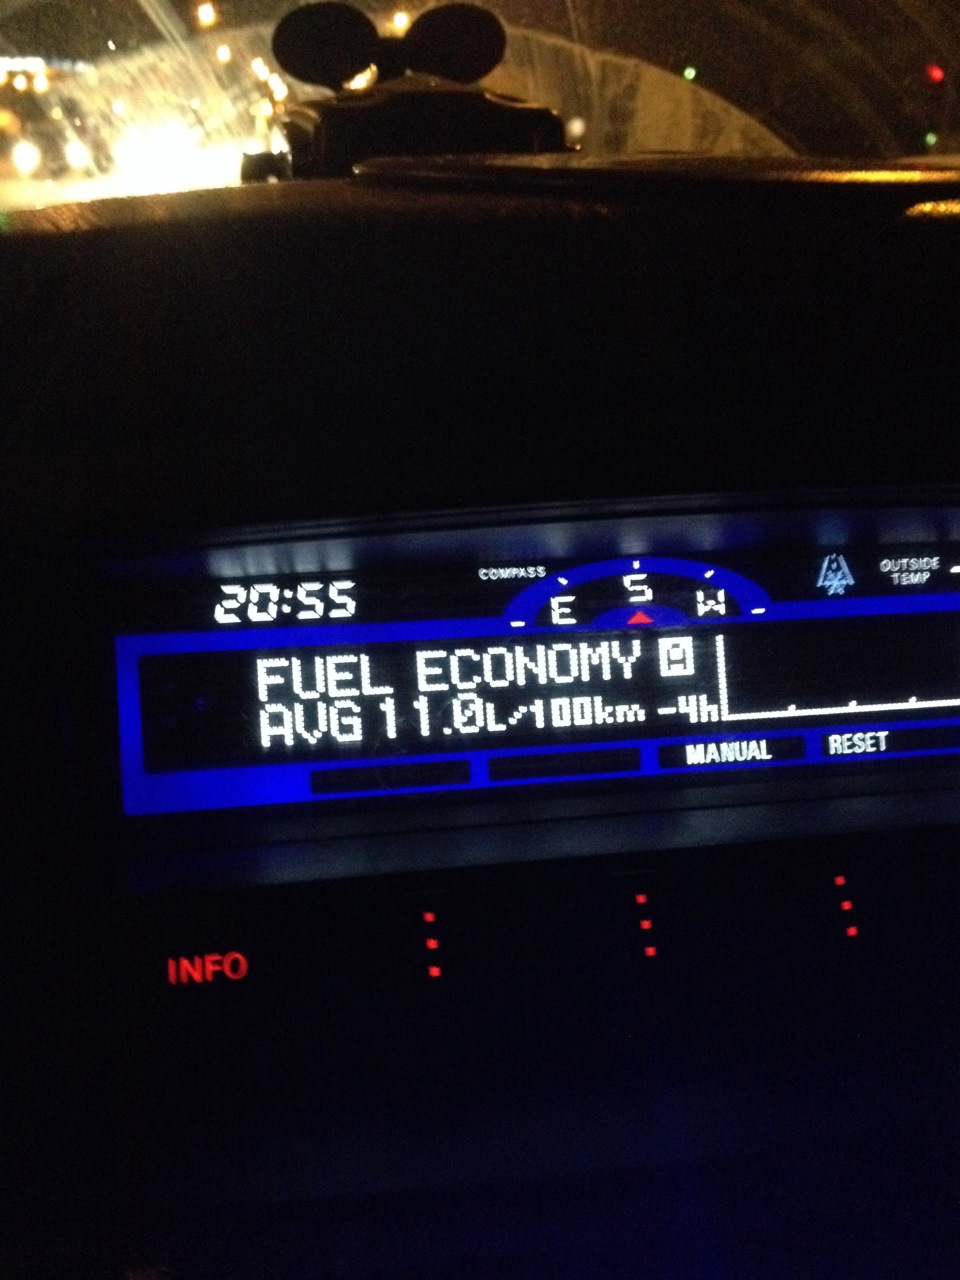 COMPASS
OUTSIDE
TEMP
20:55
E S W
FUEL ECONOMY
AVG 11.0L/100km -4h
MANUAL RESET
INFO